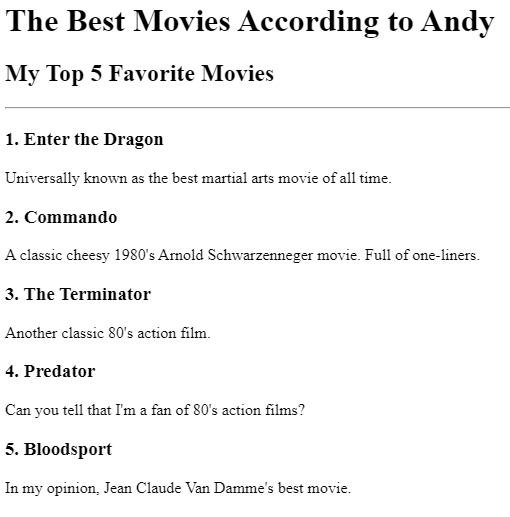 The Best Movies According to Andy
My Top 5 Favorite Movies
1. Enter the Dragon
Universally known as the best martial arts movie of all time.
2. Commando
A classic cheesy 1980's Arnold Schwarzenneger movie. Full of one-liners.
3. The Terminator
Another classic 80's action film.
4. Predator
Can you tell that I'm a fan of 80's action films?
5. Bloodsport
In my opinion, Jean Claude Van Damme's best movie.